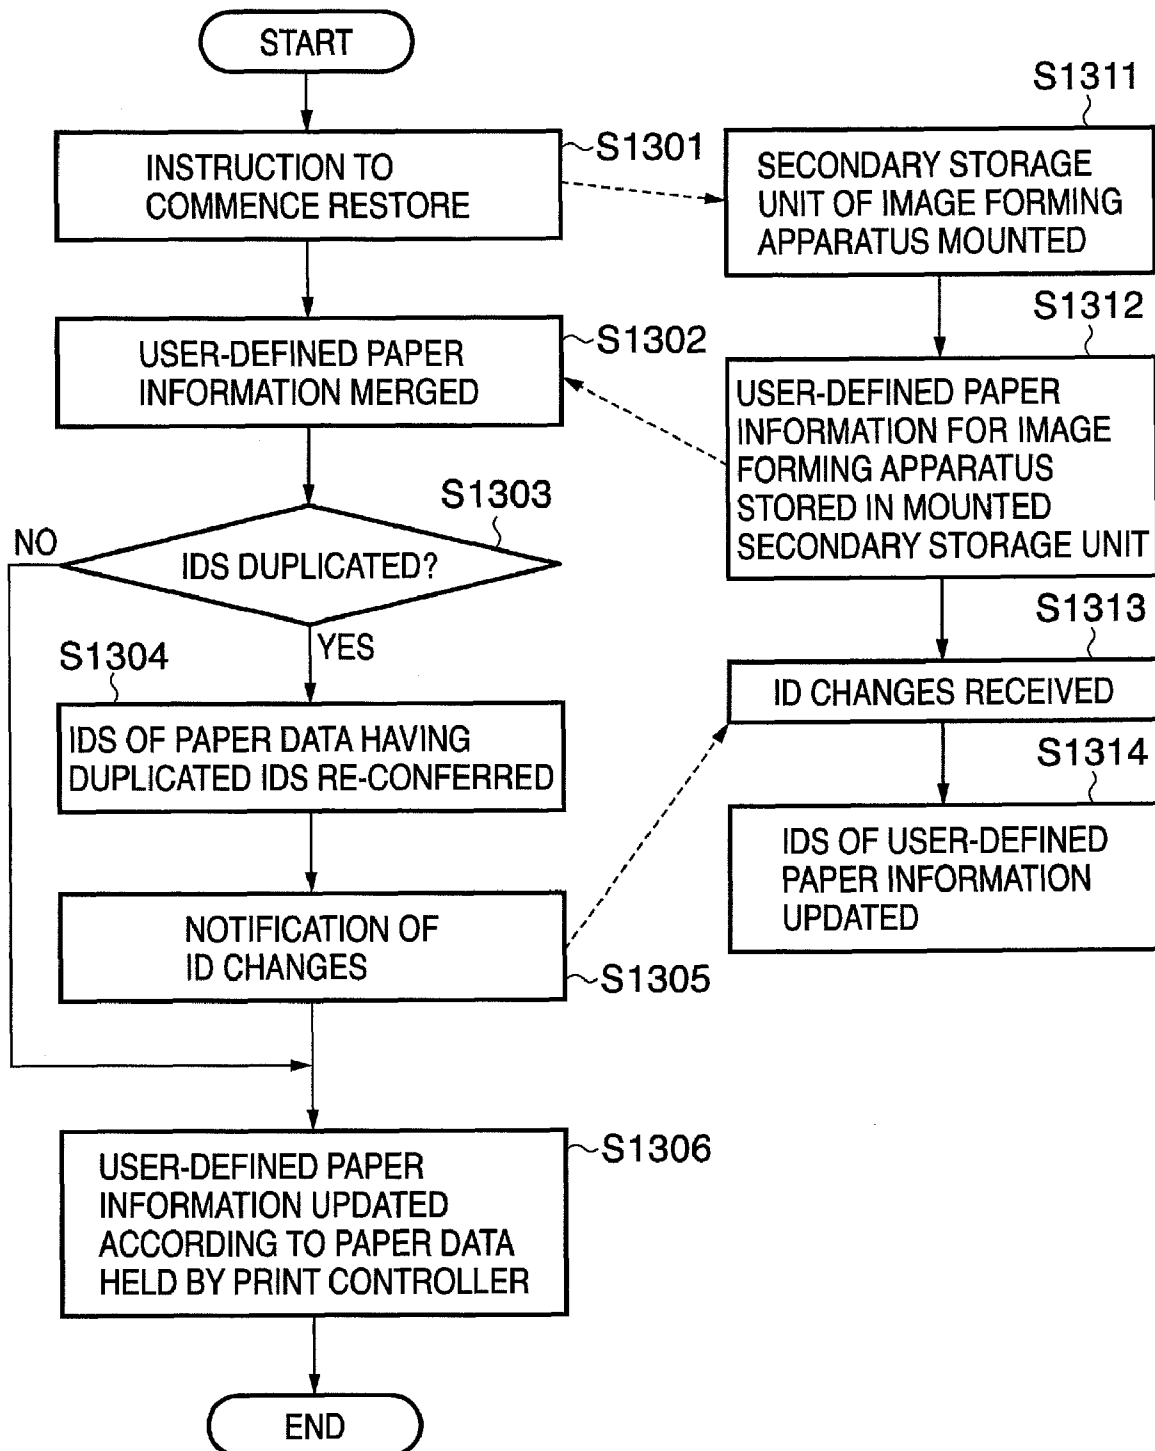 START
INSTRUCTION TO
COMMENCE RESTORE
S1301
S1311
SECONDARY STORAGE
UNIT OF IMAGE FORMING
APPARATUS MOUNTED
USER-DEFINED PAPER
INFORMATION MERGED
S1302
S1312
USER-DEFINED PAPER
INFORMATION FOR IMAGE
FORMING APPARATUS
STORED IN MOUNTED
SECONDARY STORAGE UNIT
S1303
NO
IDS DUPLICATED?
YES
S1313
ID CHANGES RECEIVED
S1304
IDS OF PAPER DATA HAVING
DUPLICATED IDS RE-CONFERRED
S1314
IDS OF USER-DEFINED
PAPER INFORMATION
UPDATED
NOTIFICATION OF
ID CHANGES
S1305
USER-DEFINED PAPER
INFORMATION UPDATED
ACCORDING TO PAPER DATA
HELD BY PRINT CONTROLLER
S1306
END